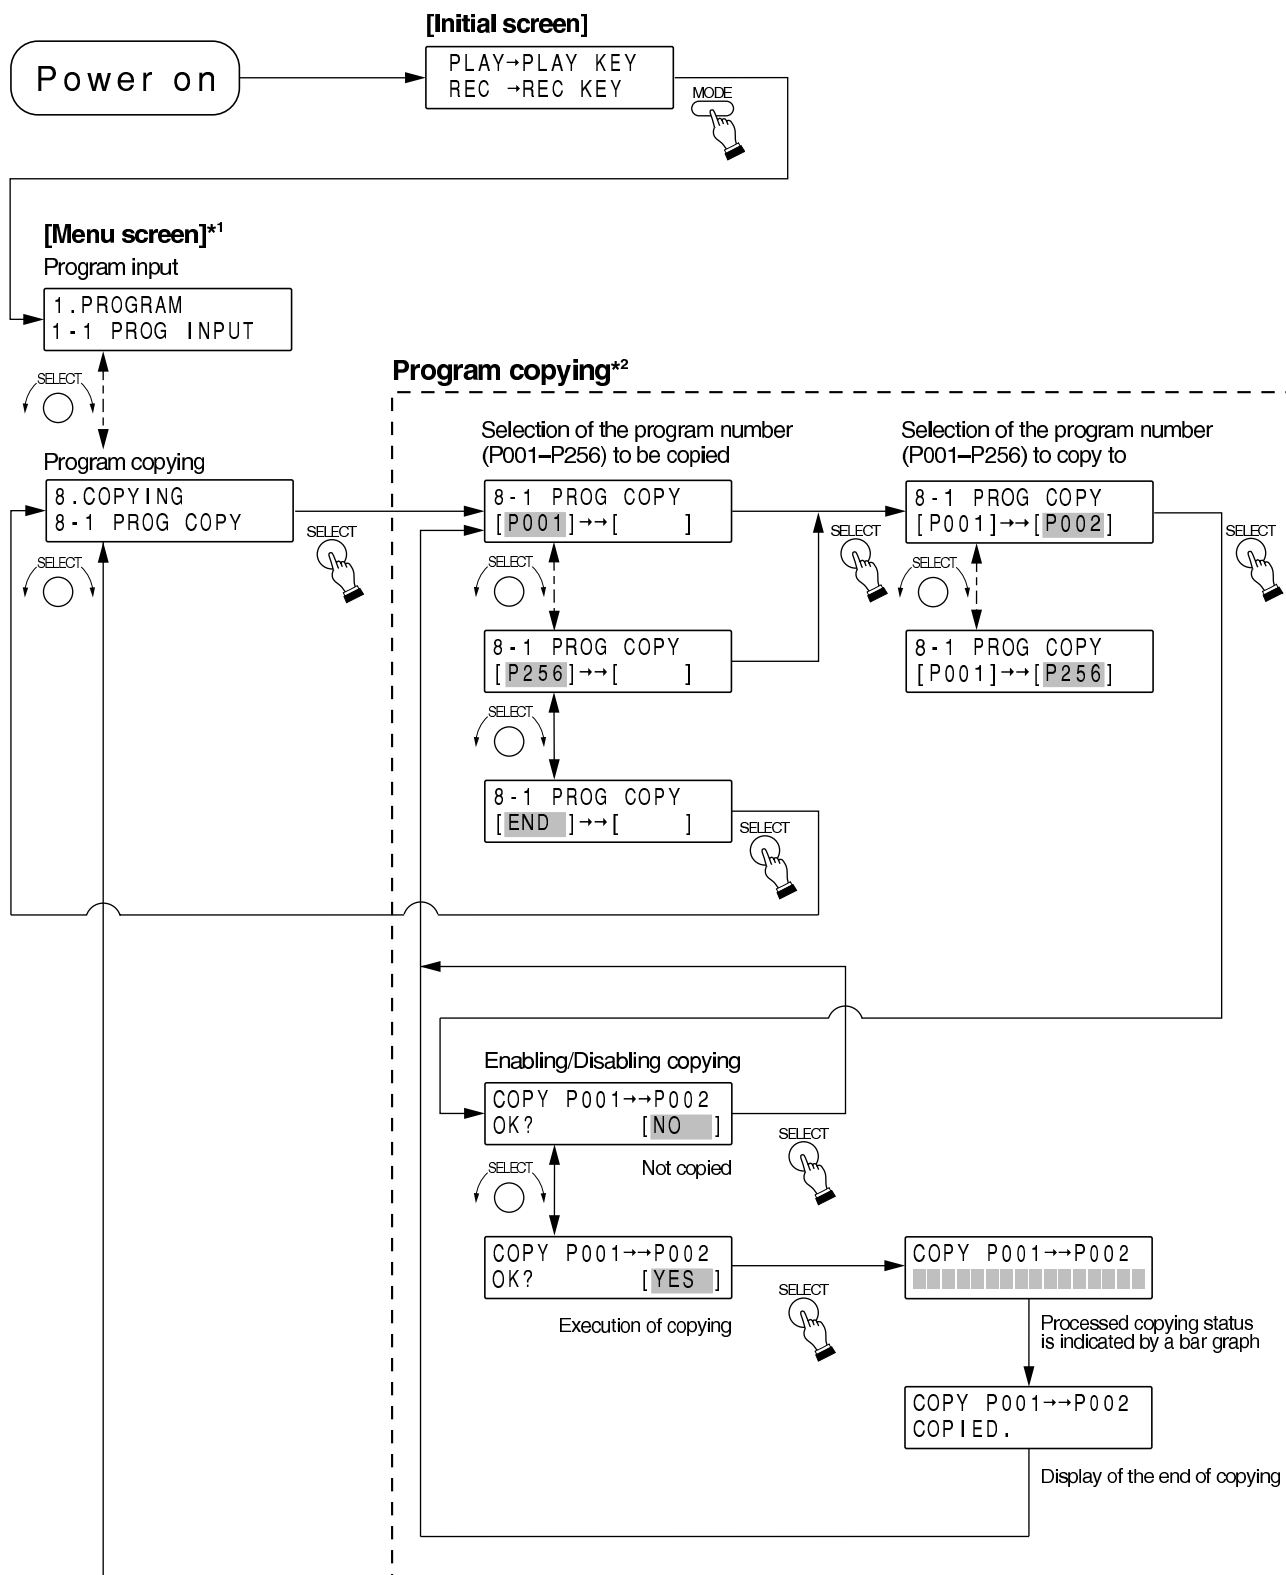 [Initial screen]
Power on
PLAY→PLAY KEY
REC →REC KEY
MODE
[Menu screen]*1
Program input
1.PROGRAM
1-1 PROG INPUT
SELECT
Program copying
8.COPYING
8-1 PROG COPY
SELECT
SELECT
Program copying*2
Selection of the program number
(P001–P256) to be copied
8-1 PROG COPY
[P001]→→[ ]
SELECT
8-1 PROG COPY
[P256]→→[ ]
SELECT
8-1 PROG COPY
[END ]→→[ ]
SELECT
SELECT
Selection of the program number
(P001–P256) to copy to
8-1 PROG COPY
[P001]→→[P002]
SELECT
8-1 PROG COPY
[P001]→→[P256]
SELECT
Enabling/Disabling copying
COPY P001→→P002
OK? [NO ]
Not copied
SELECT
SELECT
COPY P001→→P002
OK? [YES ]
Execution of copying
SELECT
COPY P001→→P002
Processed copying status
is indicated by a bar graph
COPY P001→→P002
COPIED.
Display of the end of copying